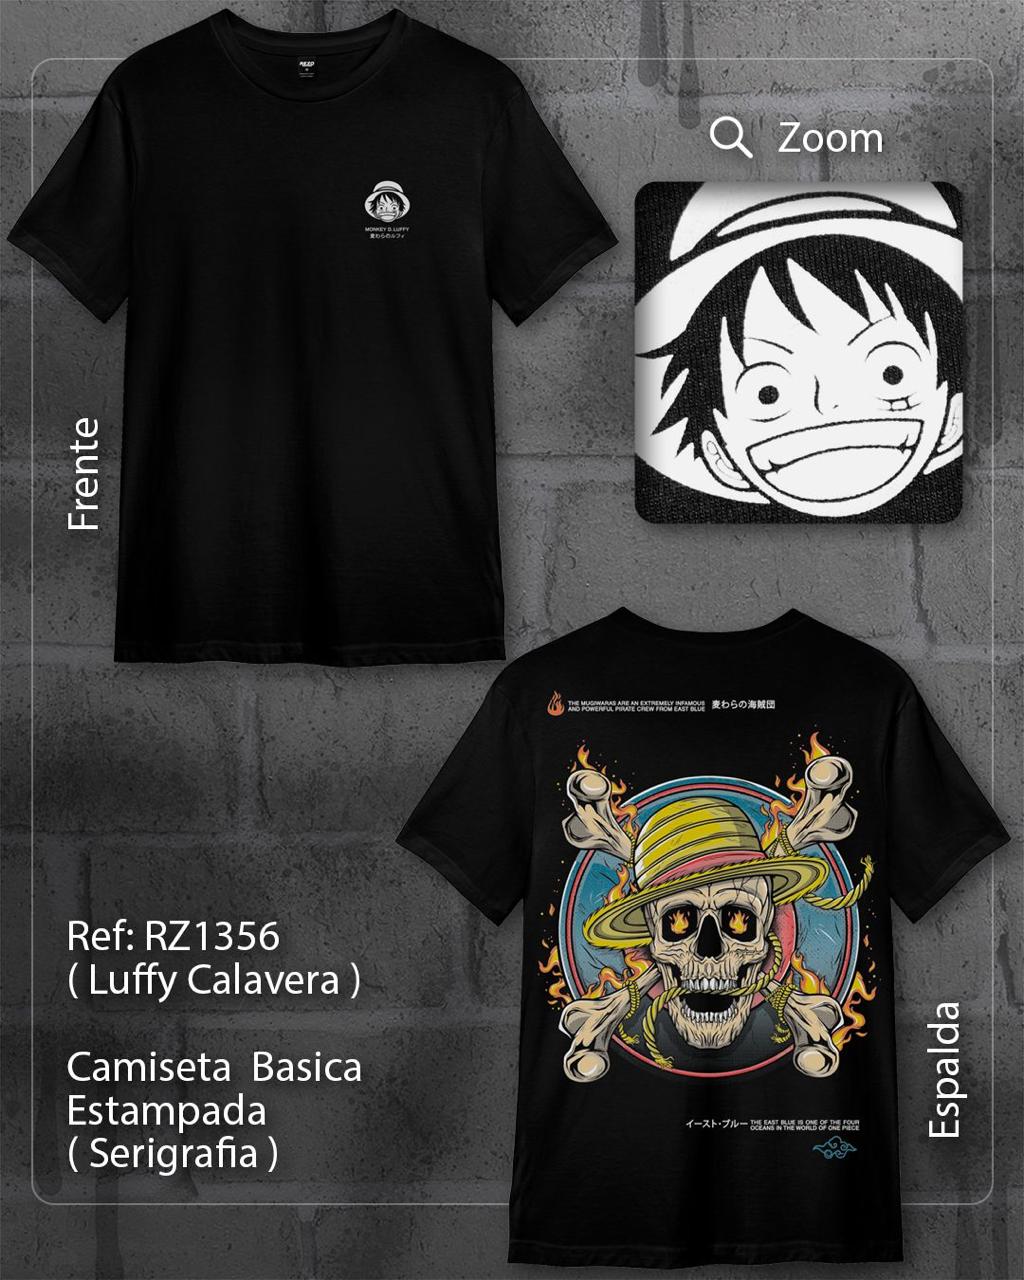 REZO
MONKEY D. LUFFY
麦わらのルフィ
Zoom
Frente
THE MUGIWARAS ARE AN EXTREMELY INFAMOUS
AND POWERFUL PIRATE CREW FROM EAST BLUE
麦わらの海賊団
Ref: RZ1356
( Luffy Calavera )
Camiseta Basica
Estampada
( Serigrafia )
Espalda
イースト・ブルー
THE EAST BLUE IS ONE OF THE FOUR
OCEANS IN THE WORLD OF ONE PIECE